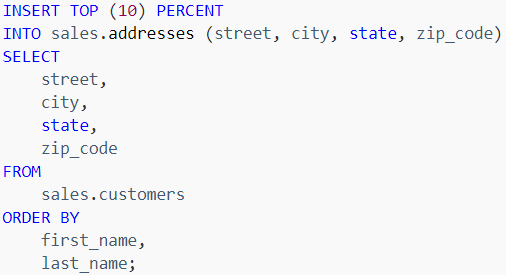 INSERT TOP (10) PERCENT
INTO sales.addresses (street, city, state, zip_code)
SELECT
    street,
    city,
    state,
    zip_code
FROM
    sales.customers
ORDER BY
    first_name,
    last_name;